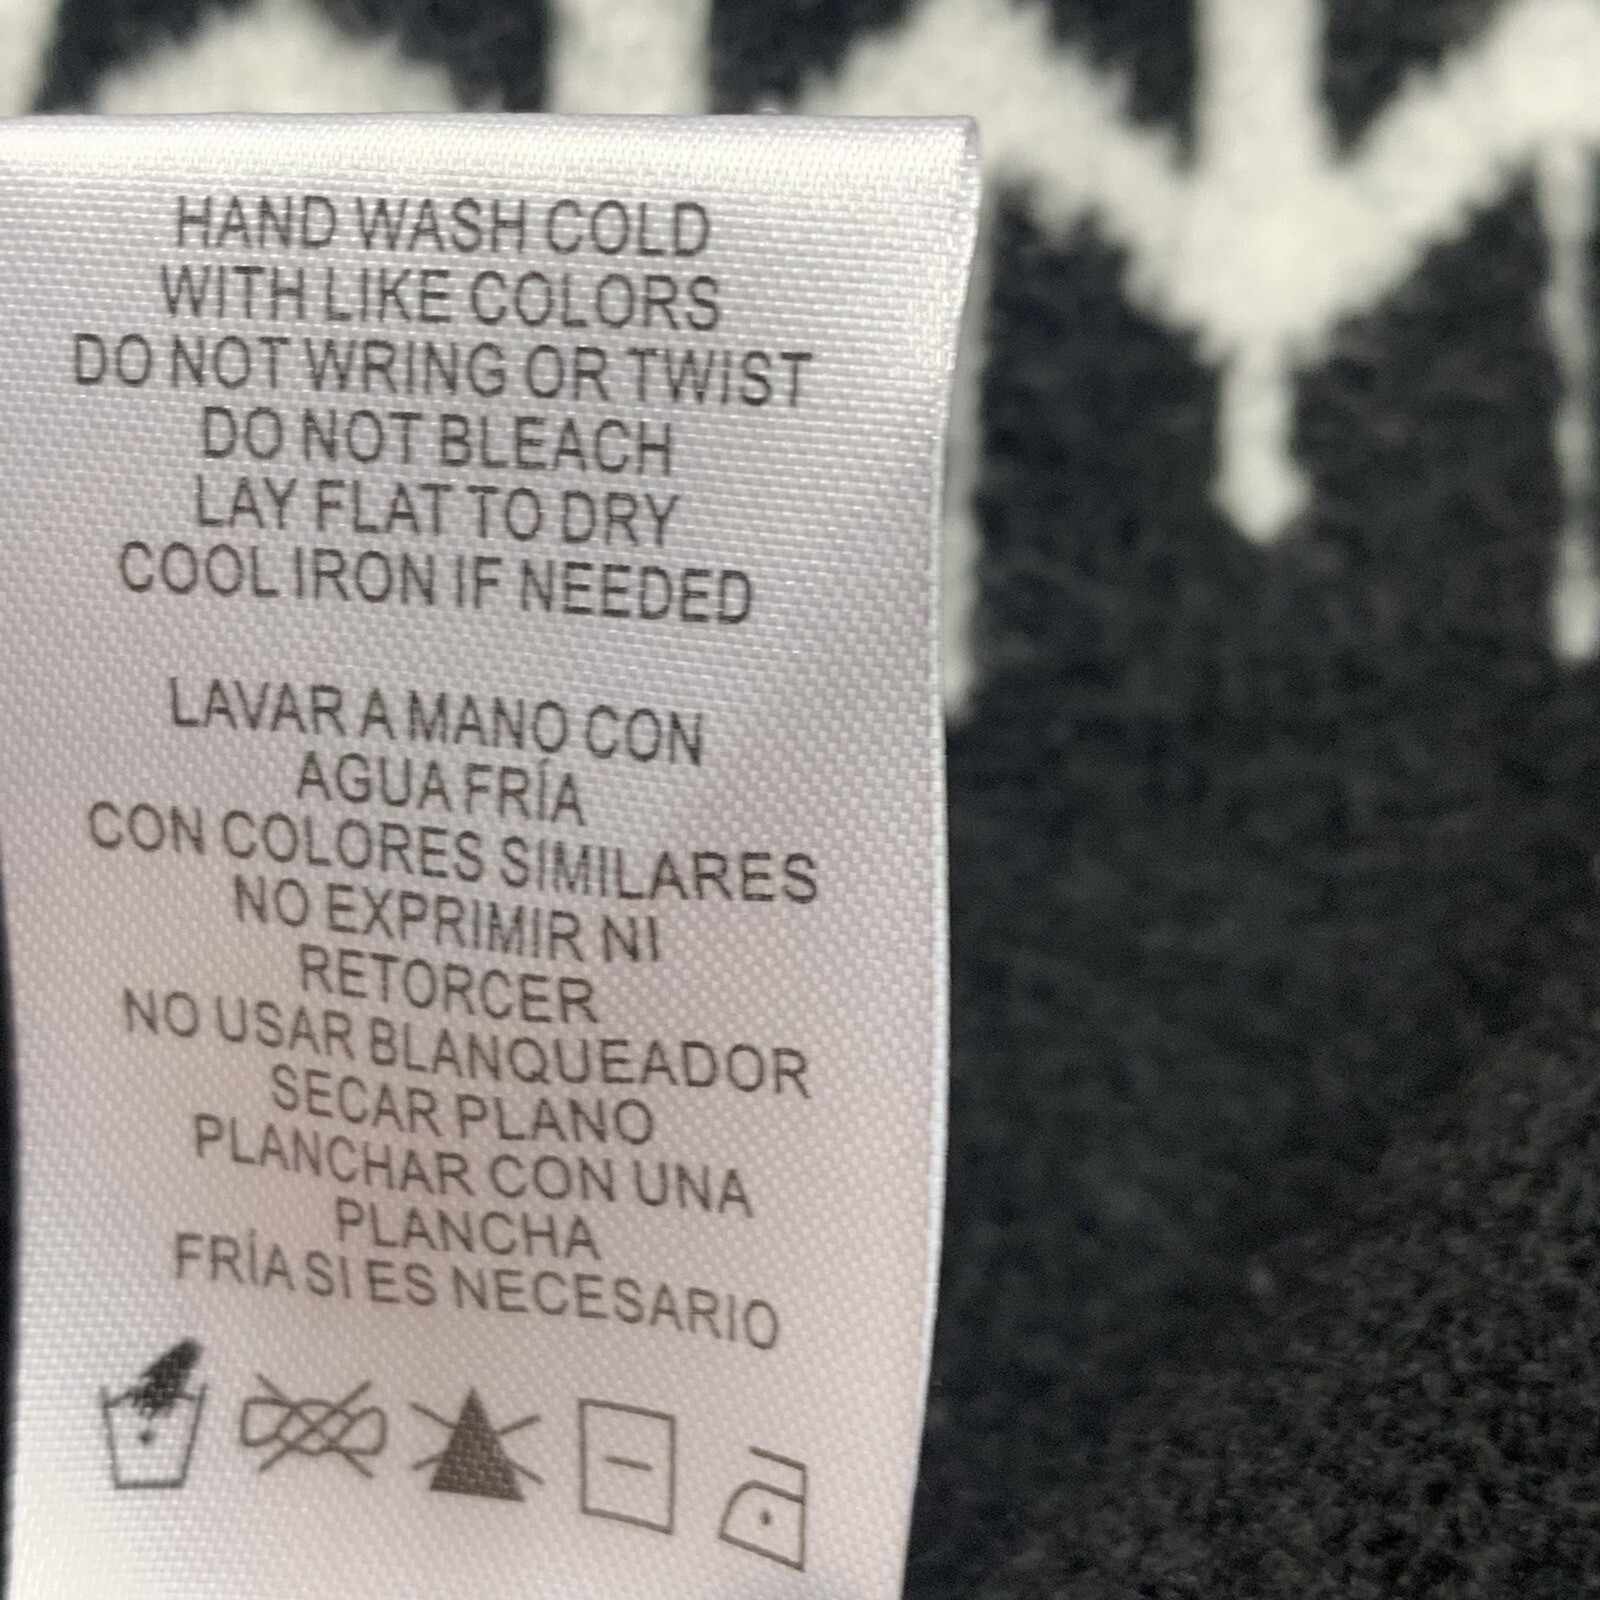 HAND WASH COLD
WITH LIKE COLORS
DO NOT WRING OR TWIST
DO NOT BLEACH
LAY FLAT TO DRY
COOL IRON IF NEEDED
LAVAR A MANO CON
AGUA FRÍA
CON COLORES SIMILARES
NO EXPRIMIR NI
RETORCER
NO USAR BLANQUEADOR
SECAR PLANO
PLANCHAR CON UNA
PLANCHA
FRÍA SI ES NECESARIO